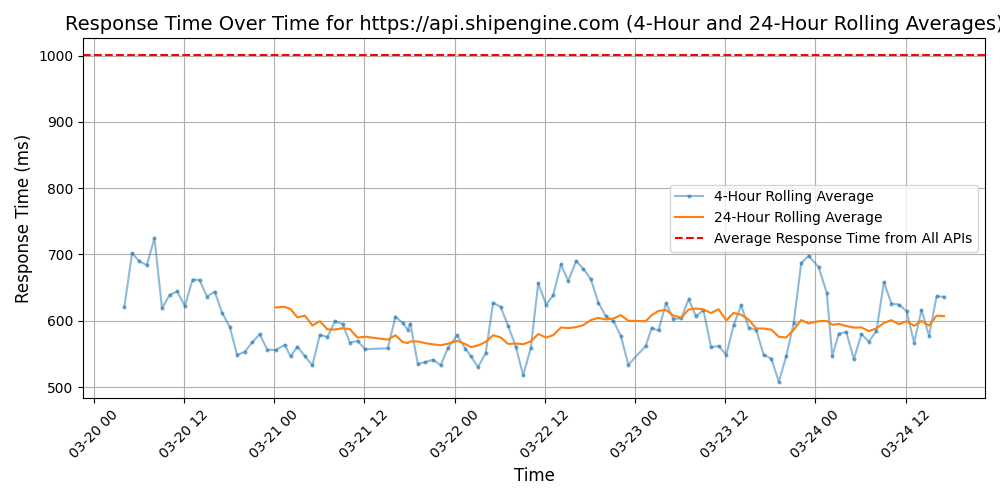 Response Time Over Time for https://api.shipengine.com (4-Hour and 24-Hour Rolling Averages)
Response Time (ms)
1000
900
800
700
600
500
4-Hour Rolling Average
24-Hour Rolling Average
Average Response Time from All APIs
03-20 00
03-20 12
03-21 00
03-21 12
03-22 00
03-22 12
03-23 00
03-23 12
03-24 00
03-24 12
Time